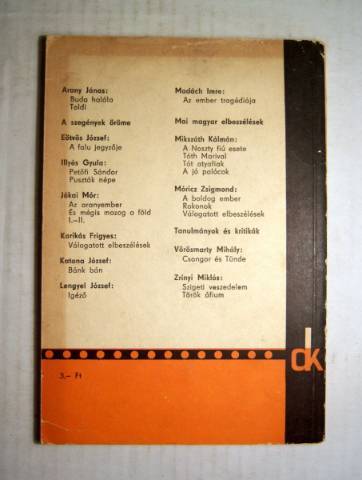 Arany János:
Buda halála
Toldi
A szegények öröme
Eötvös József:
A falu jegyzője
Illyés Gyula:
Petőfi Sándor
Puszták népe
Jókai Mór:
Az aranyember
És mégis mozog a föld
I.–II.
Karikás Frigyes:
Válogatott elbeszélések
Katona József:
Bánk bán
Lengyel József:
Igéző
Madách Imre:
Az ember tragédiája
Mai magyar elbeszélések
Mikszáth Kálmán:
A Noszty fiú esete
Tóth Marival
Tót atyafiak
A jó palócok
Móricz Zsigmond:
A boldog ember
Rokonok
Válogatott elbeszélések
Tanulmányok és kritikák
Vörösmarty Mihály:
Csongor és Tünde
Zrínyi Miklós:
Szigeti veszedelem
Török áfium
dk
3,– Ft